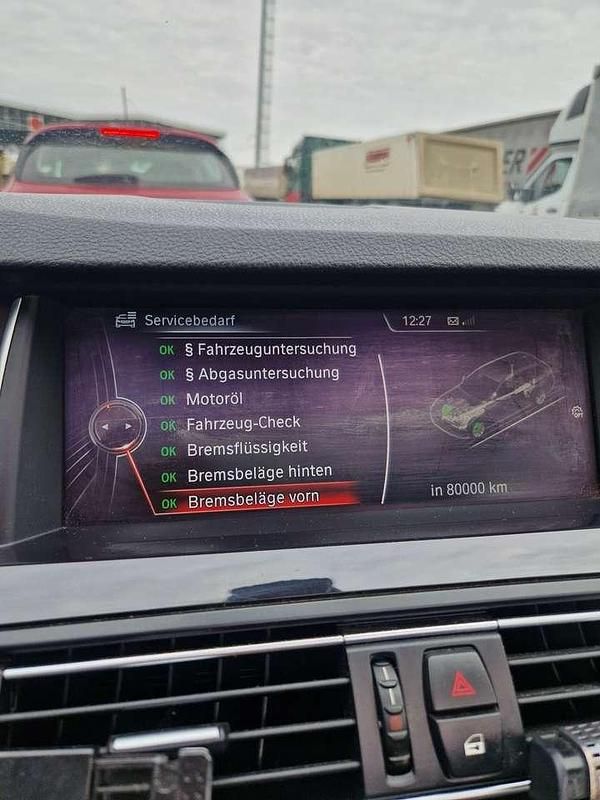 Servicebedarf
12:27
OK § Fahrzeuguntersuchung
OK § Abgasuntersuchung
OK Motoröl
OK Fahrzeug-Check
OK Bremsflüssigkeit
OK Bremsbeläge hinten
OK Bremsbeläge vorn
in 80000 km
OPT